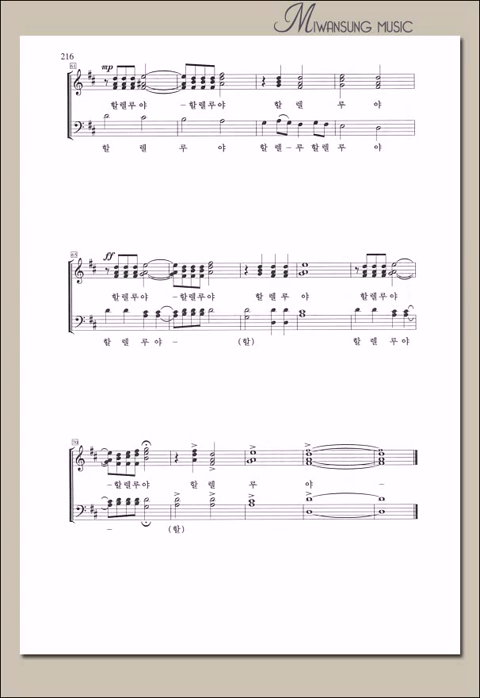 MIWANSUNG MUSIC
216
61
mp
할렐루야 -할렐루야 할 렐 루 야
할 렐 루 야 할 렐-루 할렐 루 야
65
ff
할렐루야 -할렐루야 할 렐 루 야 할렐루야
할 렐 루야- (할) 할 렐 루야
70
-할렐루야 할 렐 루 야 -
- (할)